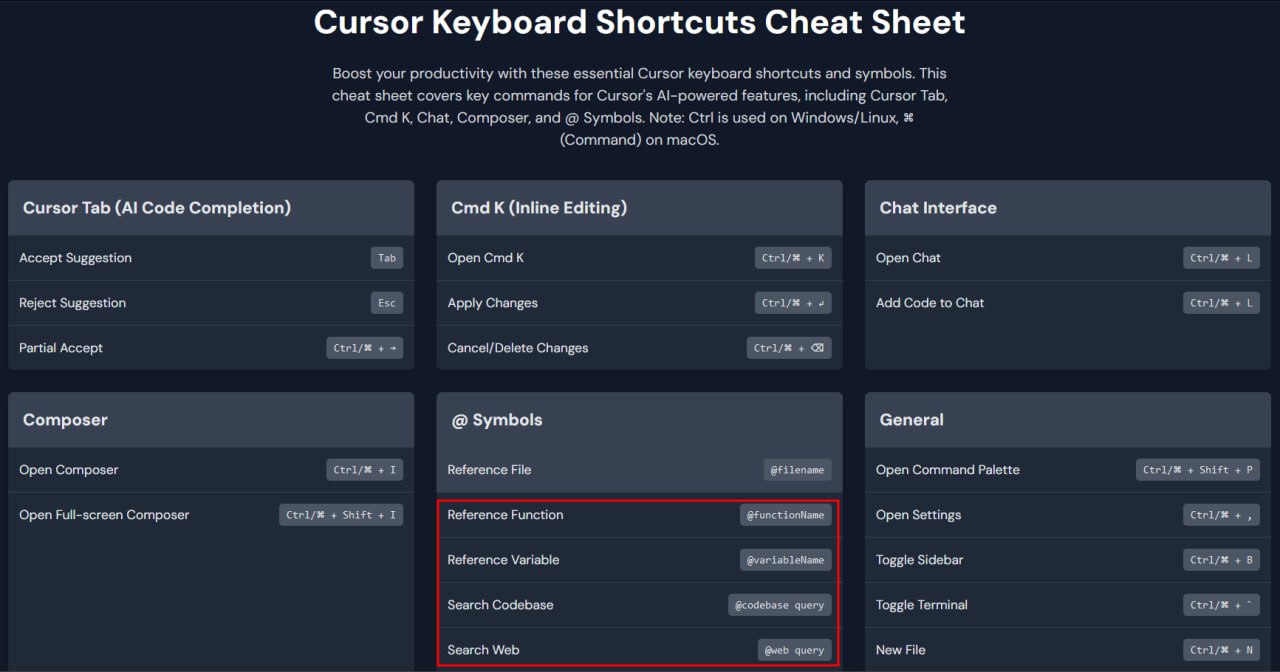 Cursor Keyboard Shortcuts Cheat Sheet
Boost your productivity with these essential Cursor keyboard shortcuts and symbols. This
cheat sheet covers key commands for Cursor's AI-powered features, including Cursor Tab,
Cmd K, Chat, Composer, and @ Symbols. Note: Ctrl is used on Windows/Linux, ⌘
(Command) on macOS.
Cursor Tab (AI Code Completion)
Accept Suggestion Tab
Reject Suggestion Esc
Partial Accept Ctrl/⌘ + →
Cmd K (Inline Editing)
Open Cmd K Ctrl/⌘ + K
Apply Changes Ctrl/⌘ + ↵
Cancel/Delete Changes Ctrl/⌘ + ⌫
Chat Interface
Open Chat Ctrl/⌘ + L
Add Code to Chat Ctrl/⌘ + L
Composer
Open Composer Ctrl/⌘ + I
Open Full-screen Composer Ctrl/⌘ + Shift + I
@ Symbols
Reference File @filename
Reference Function @functionName
Reference Variable @variableName
Search Codebase @codebase query
Search Web @web query
General
Open Command Palette Ctrl/⌘ + Shift + P
Open Settings Ctrl/⌘ + ,
Toggle Sidebar Ctrl/⌘ + B
Toggle Terminal Ctrl/⌘ + `
New File Ctrl/⌘ + N